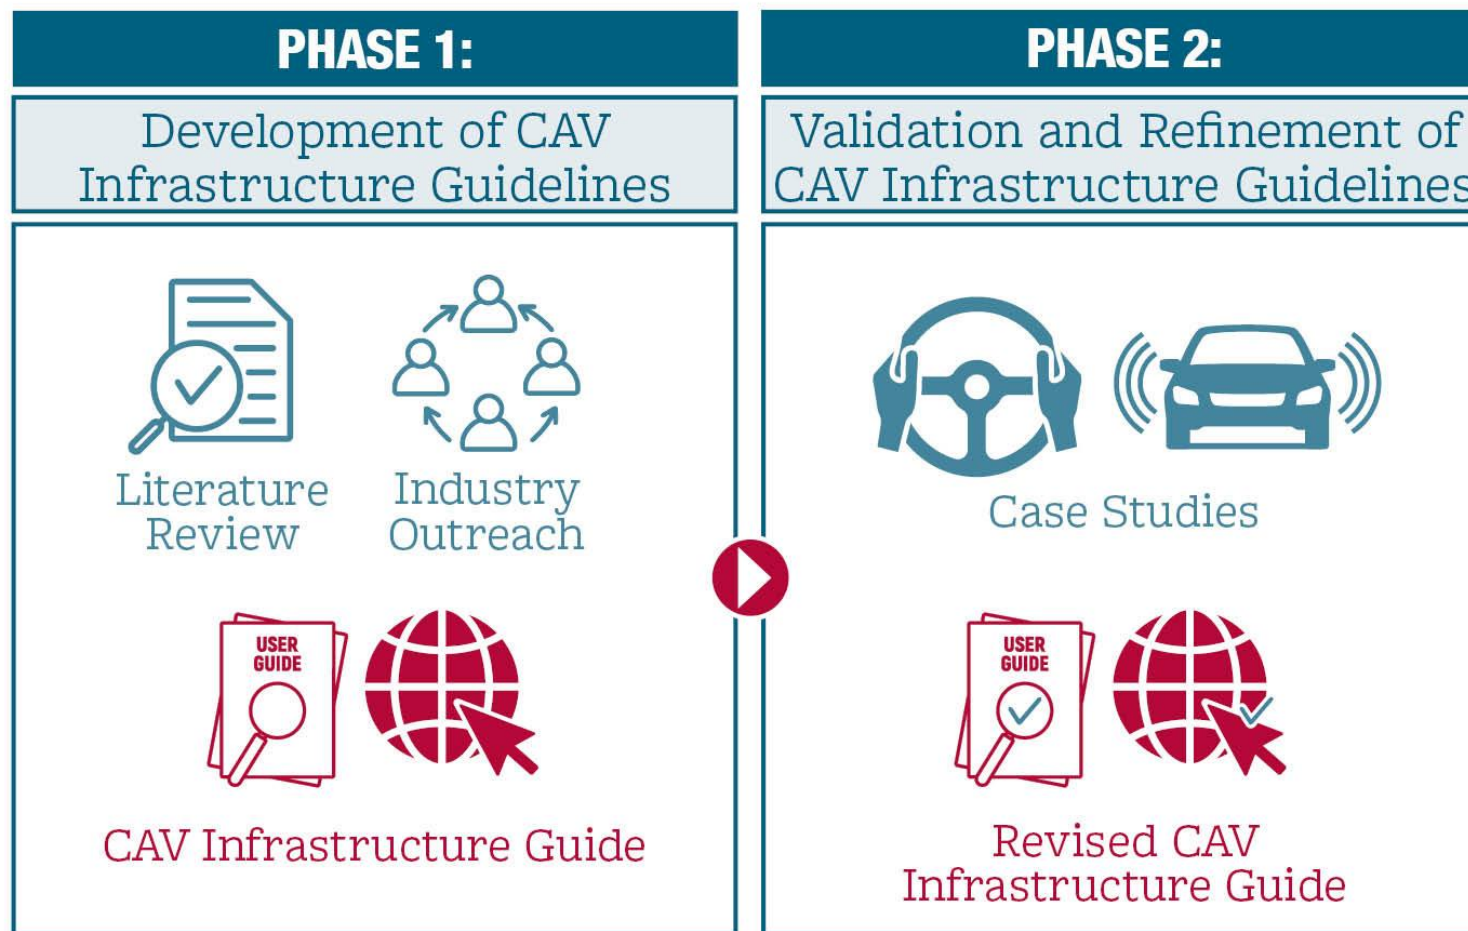 PHASE 1:
Development of CAV
Infrastructure Guidelines
Literature
Review
Industry
Outreach
USER
GUIDE
CAV Infrastructure Guide
PHASE 2:
Validation and Refinement of
CAV Infrastructure Guidelines
Case Studies
USER
GUIDE
Revised CAV
Infrastructure Guide